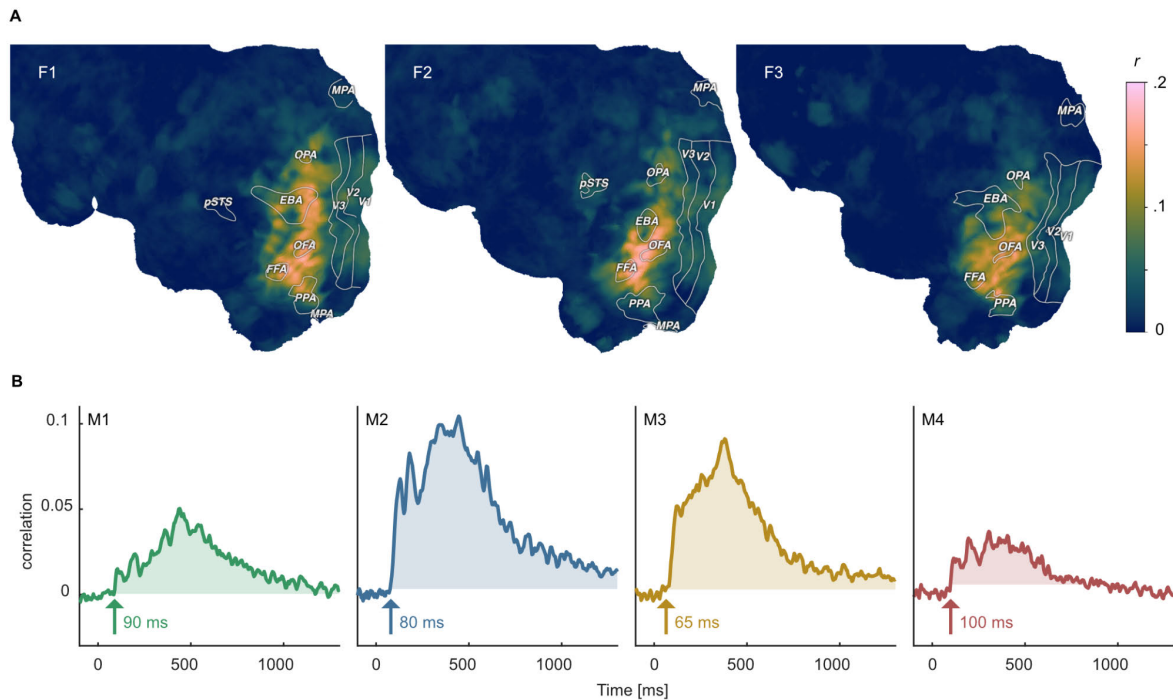 A
F1
MPA
OPA
pSTS
EBA
V3
V2
V1
OFA
FFA
PPA
MPA
F2
MPA
V3
V2
OPA
pSTS
V1
EBA
OFA
FFA
PPA
MPA
F3
MPA
OPA
EBA
V2
V1
OFA
V3
FFA
PPA
r
.2
.1
0
B
correlation
0.1
0.05
0
M1
90 ms
0
500
1000
M2
80 ms
0
500
1000
M3
65 ms
0
500
1000
M4
100 ms
0
500
1000
Time [ms]